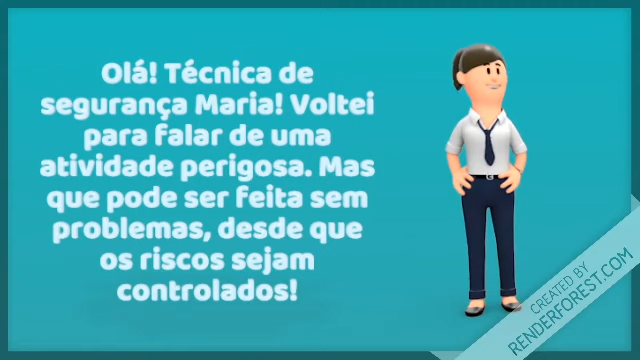 Olá! Técnica de
segurança Maria! Voltei
para falar de uma
atividade perigosa. Mas
que pode ser feita sem
problemas, desde que
os riscos sejam
controlados!
CREATED BY
RENDERFOREST.COM